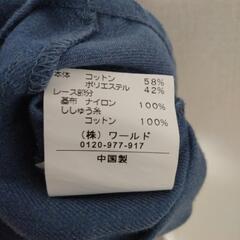 本体 コットン 58%
ポリエステル 42%
レース部分
基布 ナイロン 100%
ししゅう糸
コットン 100%
(株)ワールド
0120-977-917
中国製